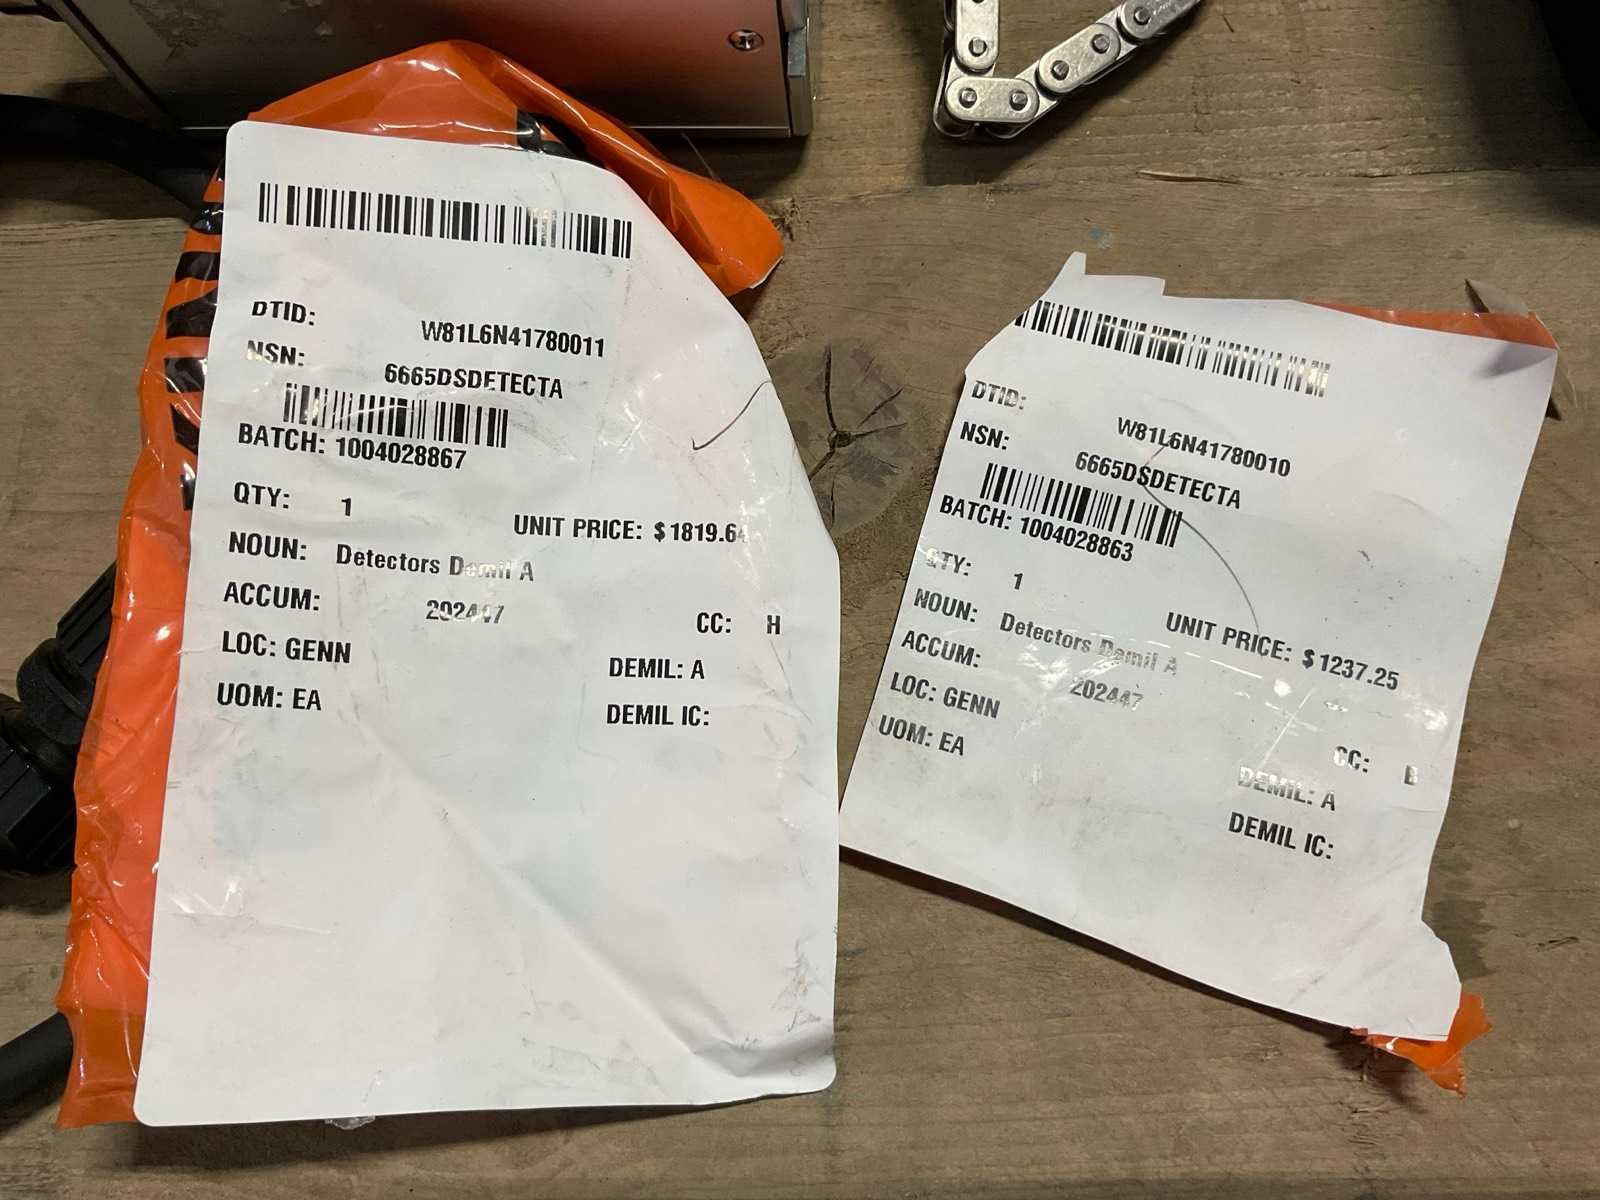 DTID:
W81L6N41780011
NSN:
6665DSDETECTA
BATCH: 1004028867
QTY: 1
UNIT PRICE: $1819.64
NOUN: Detectors Demil A
ACCUM: 202447
CC: H
LOC: GENN
DEMIL: A
UOM: EA
DEMIL IC:
DTID:
W81L6N41780010
NSN:
6665DSDETECTA
BATCH: 1004028863
QTY: 1
UNIT PRICE: $1237.25
NOUN: Detectors Demil A
ACCUM: 202447
CC: B
LOC: GENN
DEMIL: A
UOM: EA
DEMIL IC: